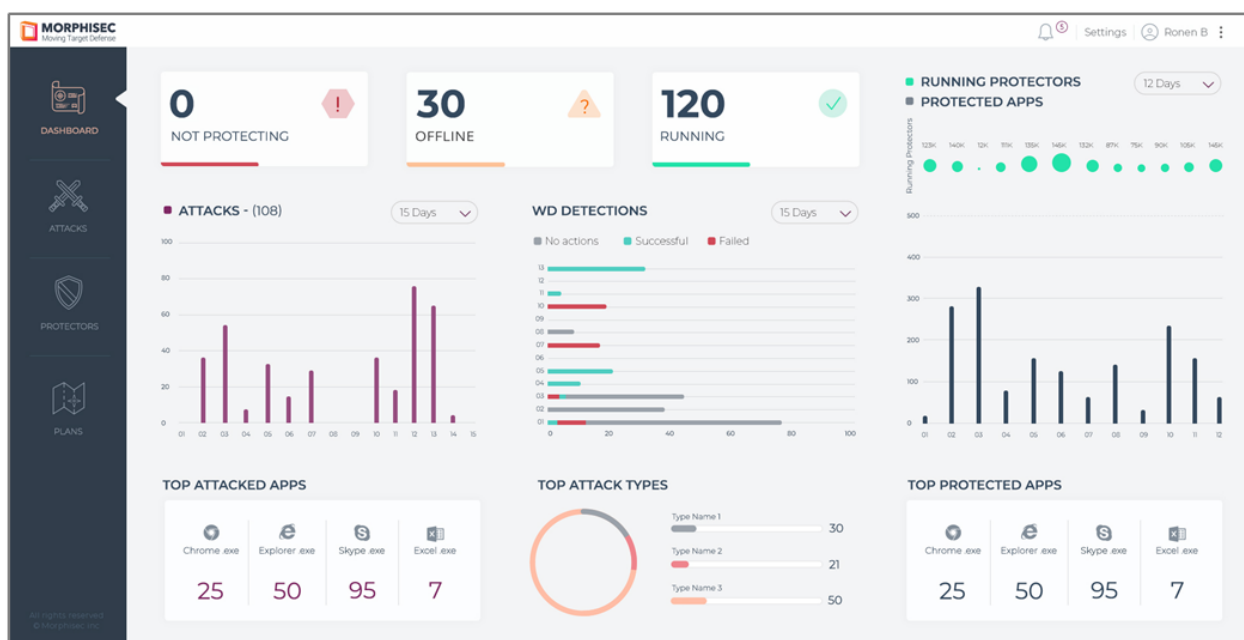 MORPHISEC
Moving Target Defense
5
Settings
Ronen B
DASHBOARD
ATTACKS
PROTECTORS
PLANS
All rights reserved
© Morphisec inc
0
NOT PROTECTING
!
30
OFFLINE
?
120
RUNNING
RUNNING PROTECTORS
PROTECTED APPS
12 Days
Running Protectors
123K 140K 12K 111K 135K 146K 132K 87K 75K 90K 105K 146K
500
400
300
200
100
0
01 02 03 04 05 06 07 08 09 10 11 12
ATTACKS - (108)
15 Days
100
80
60
40
20
0
01 02 03 04 05 06 07 08 09 10 11 12 13 14 15
WD DETECTIONS
15 Days
No actions Successful Failed
13
12
11
10
09
08
07
06
05
04
03
02
01
0 20 40 60 80 100
TOP ATTACKED APPS
Chrome .exe Explorer .exe Skype .exe Excel .exe
25 50 95 7
TOP ATTACK TYPES
Type Name 1
30
Type Name 2
21
Type Name 3
50
TOP PROTECTED APPS
Chrome .exe Explorer .exe Skype .exe Excel .exe
25 50 95 7